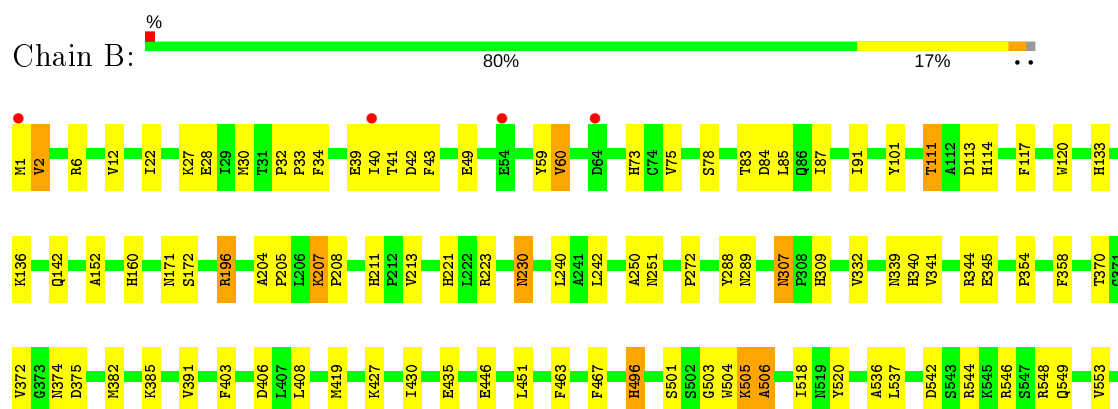 %
Chain B:
80% 17% • •
M1 V2 R6 V12 I22 K27 E28 I29 M30 T31 P32 P33 F34 E39 I40 T41 D42 F43 E49 E54 Y59 V60 D64 H73 C74 V75 S78 T83 D84 L85 Q86 I87 I91 Y101 T111 A112 D113 H114 F117 W120 H133
K136 Q142 A152 H160 N171 S172 R196 A204 P205 L206 K207 P208 H211 P212 V213 H221 L222 R223 N230 L240 A241 L242 A250 N251 P272 Y288 N289 N307 P308 H309 V332 N339 H340 V341 R344 E345 P354 F358 T370 G371
V372 G373 N374 D375 M382 K385 V391 F403 D406 L407 L408 M419 K427 I430 E435 E446 L451 F463 F467 H496 S501 S502 G503 W504 K505 A506 I518 N519 Y520 A536 L537 D542 S543 R544 K545 R546 S547 R548 Q549 V553